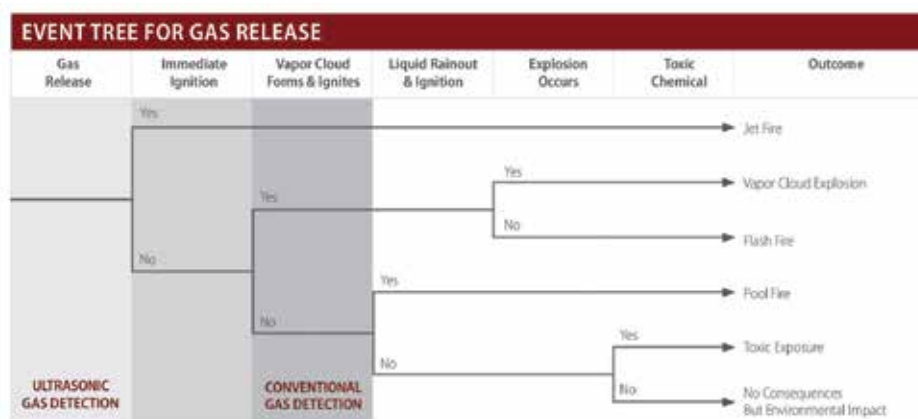 EVENT TREE FOR GAS RELEASE
Gas
Release
Immediate
Ignition
Vapor Cloud
Forms & Ignites
Liquid Rainout
& Ignition
Explosion
Occurs
Toxic
Chemical
Outcome
Yes
Jet Fire
Yes
Vapor Cloud Explosion
Yes
No
Flash Fire
No
Yes
Pool Fire
No
Yes
Toxic Exposure
No
No
No Consequences
But Environmental Impact
ULTRASONIC
GAS DETECTION
CONVENTIONAL
GAS DETECTION